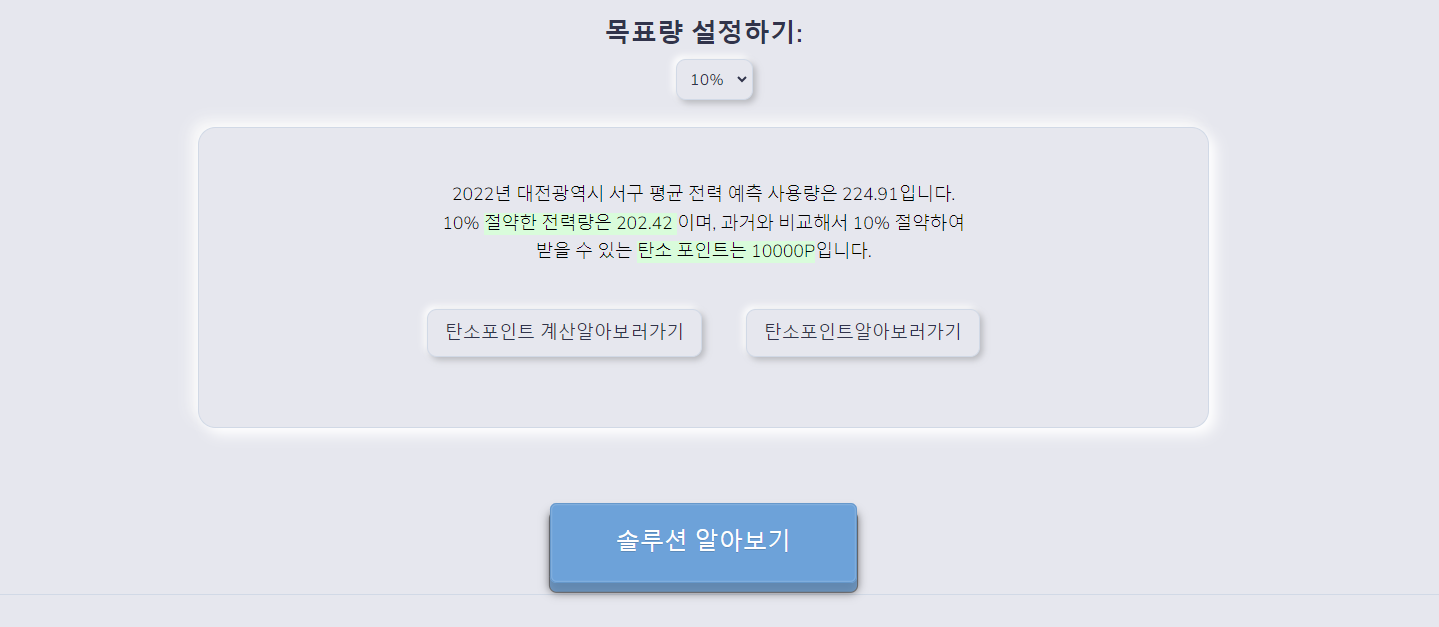 목표량 설정하기:
10%
2022년 대전광역시 서구 평균 전력 예측 사용량은 224.91입니다.
10% 절약한 전력량은 202.42 이며, 과거와 비교해서 10% 절약하여
받을 수 있는 탄소 포인트는 10000P입니다.
탄소포인트 계산알아보러가기
탄소포인트알아보러가기
솔루션 알아보기